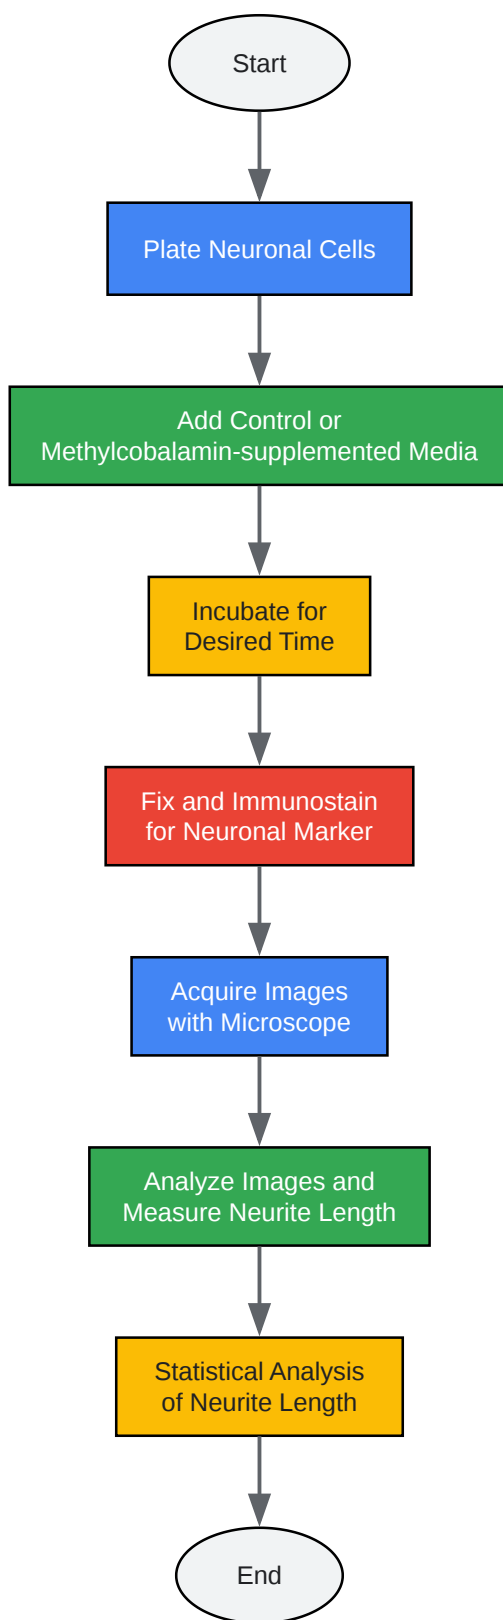 Start
Plate Neuronal Cells
Add Control or
Methylcobalamin-supplemented Media
Incubate for
Desired Time
Fix and Immunostain
for Neuronal Marker
Acquire Images
with Microscope
Analyze Images and
Measure Neurite Length
Statistical Analysis
of Neurite Length
End